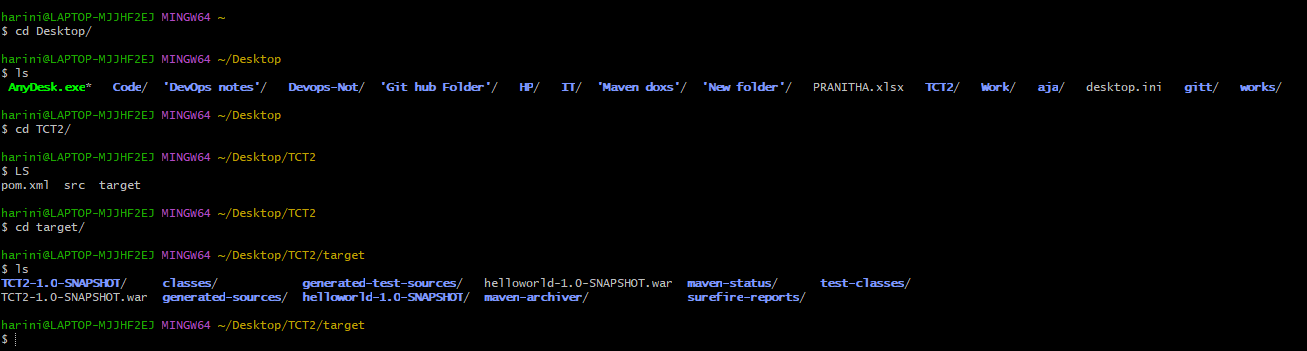 harini@LAPTOP-MJJHF2EJ MINGW64 ~
$ cd Desktop/
harini@LAPTOP-MJJHF2EJ MINGW64 ~/Desktop
$ ls
AnyDesk.exe* Code/ 'DevOps notes'/ Devops-Not/ 'Git hub Folder'/ HP/ IT/ 'Maven doxs'/ 'New folder'/ PRANITHA.xlsx TCT2/ Work/ aja/ desktop.ini gitt/ works/
harini@LAPTOP-MJJHF2EJ MINGW64 ~/Desktop
$ cd TCT2/
harini@LAPTOP-MJJHF2EJ MINGW64 ~/Desktop/TCT2
$ LS
pom.xml src target
harini@LAPTOP-MJJHF2EJ MINGW64 ~/Desktop/TCT2
$ cd target/
harini@LAPTOP-MJJHF2EJ MINGW64 ~/Desktop/TCT2/target
$ ls
TCT2-1.0-SNAPSHOT/ classes/ generated-test-sources/ helloworld-1.0-SNAPSHOT.war maven-status/ test-classes/
TCT2-1.0-SNAPSHOT.war generated-sources/ helloworld-1.0-SNAPSHOT/ maven-archiver/ surefire-reports/
harini@LAPTOP-MJJHF2EJ MINGW64 ~/Desktop/TCT2/target
$